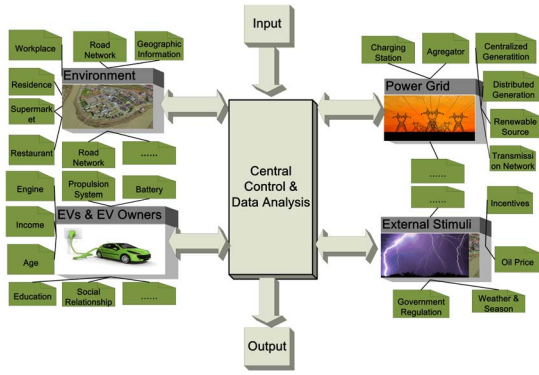 Input
Workplace
Road
Network
Geographic
Information
Environment
Residence
Supermark
et
Restaurant
Road
Network
......
Charging
Station
Agregator
Centralized
Generatition
Power Grid
Distributed
Generation
Renewable
Source
Transmissi
on Network
......
Central
Control &
Data Analysis
Engine
Propulsion
System
Battery
EVs & EV Owners
Income
Age
Education
Social
Relationship
......
......
Incentives
External Stimuli
Oil Price
Government
Regulation
Weather &
Season
Output